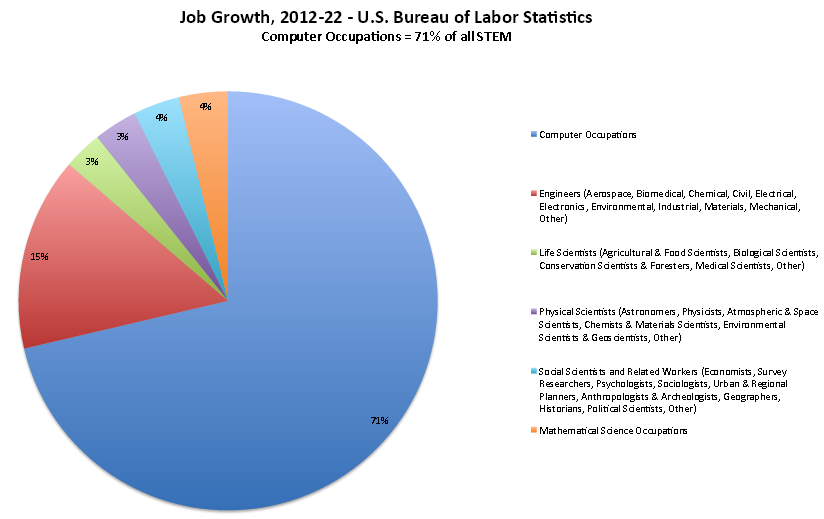 Job Growth, 2012-22 - U.S. Bureau of Labor Statistics
Computer Occupations = 71% of all STEM
4%
4%
3%
3%
15%
71%
Computer Occupations
Engineers (Aerospace, Biomedical, Chemical, Civil, Electrical,
Electronics, Environmental, Industrial, Materials, Mechanical,
Other)
Life Scientists (Agricultural & Food Scientists, Biological Scientists,
Conservation Scientists & Foresters, Medical Scientists, Other)
Physical Scientists (Astronomers, Physicists, Atmospheric & Space
Scientists, Chemists & Materials Scientists, Environmental
Scientists & Geoscientists, Other)
Social Scientists and Related Workers (Economists, Survey
Researchers, Psychologists, Sociologists, Urban & Regional
Planners, Anthropologists & Archeologists, Geographers,
Historians, Political Scientists, Other)
Mathematical Science Occupations